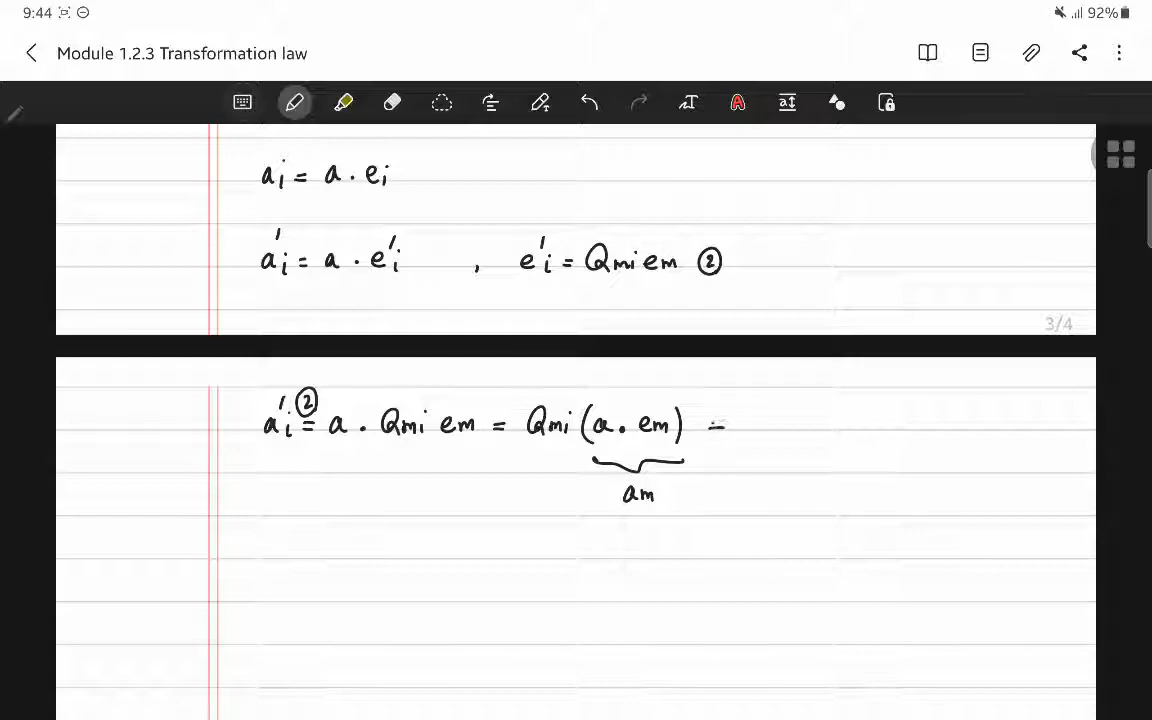 9:44 92%
Module 1.2.3 Transformation law
aᵢ = a · eᵢ
a'ᵢ = a · e'ᵢ , e'ᵢ = Qmi em ②
3/4
a'ᵢ =② a · Qmi em = Qmi (a · em) =
am